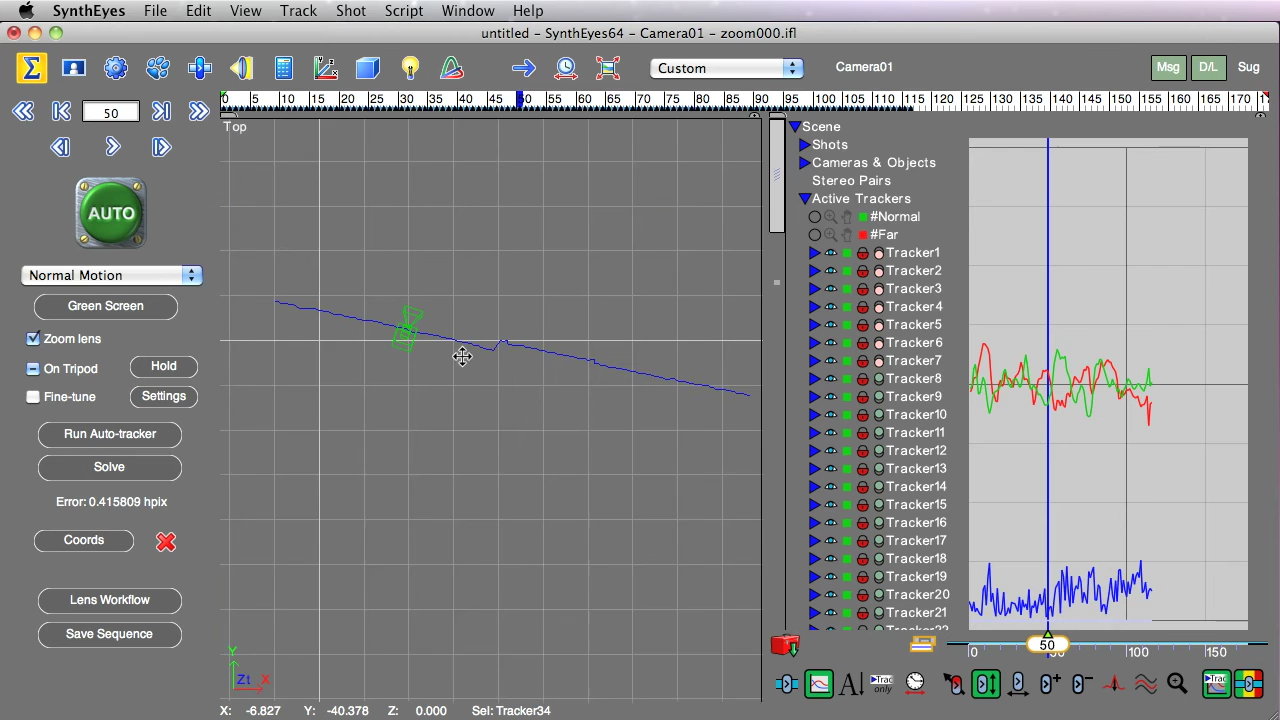 SynthEyes File Edit View Track Shot Script Window Help
untitled - SynthEyes64 - Camera01 - zoom000.ifl
Custom Camera01 Msg D/L Sug
50
0 5 10 15 20 25 30 35 40 45 50 55 60 65 70 75 80 85 90 95 100 105 110 115 120 125 130 135 140 145 150 155 160 165 170
Top
AUTO
Normal Motion
Green Screen
Zoom lens
On Tripod Hold
Fine-tune Settings
Run Auto-tracker
Solve
Error: 0.415809 hpix
Coords
Lens Workflow
Save Sequence
Y
Zt X
X: -6.827 Y: -40.378 Z: 0.000 Sel: Tracker34
Scene
Shots
Cameras & Objects
Stereo Pairs
Active Trackers
#Normal
#Far
Tracker1
Tracker2
Tracker3
Tracker4
Tracker5
Tracker6
Tracker7
Tracker8
Tracker9
Tracker10
Tracker11
Tracker12
Tracker13
Tracker14
Tracker15
Tracker16
Tracker17
Tracker18
Tracker19
Tracker20
Tracker21
50
0 100 150
A Trac only Trac